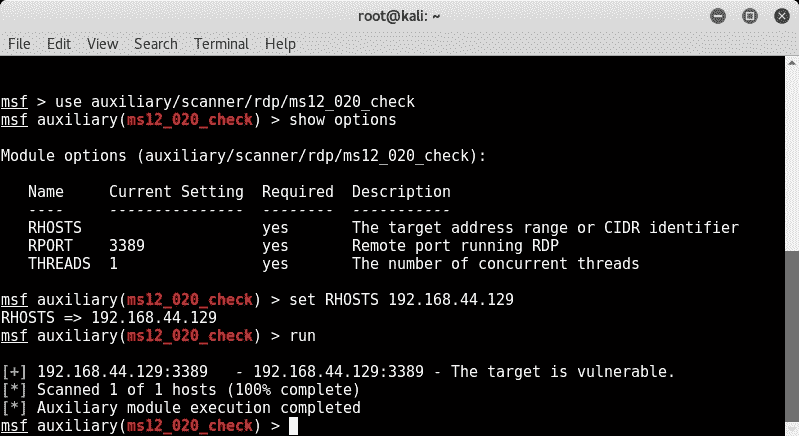 root@kali: ~
File Edit View Search Terminal Help
msf > use auxiliary/scanner/rdp/ms12_020_check
msf auxiliary(ms12_020_check) > show options
Module options (auxiliary/scanner/rdp/ms12_020_check):
Name Current Setting Required Description
---- --------------- -------- -----------
RHOSTS yes The target address range or CIDR identifier
RPORT 3389 yes Remote port running RDP
THREADS 1 yes The number of concurrent threads
msf auxiliary(ms12_020_check) > set RHOSTS 192.168.44.129
RHOSTS => 192.168.44.129
msf auxiliary(ms12_020_check) > run
[+] 192.168.44.129:3389 - 192.168.44.129:3389 - The target is vulnerable.
[*] Scanned 1 of 1 hosts (100% complete)
[*] Auxiliary module execution completed
msf auxiliary(ms12_020_check) >